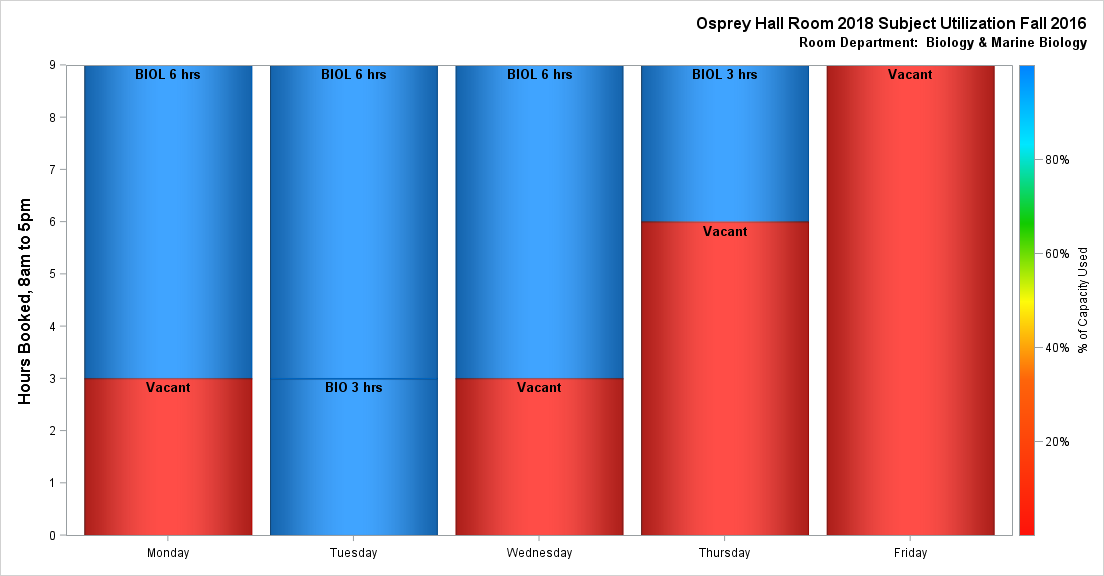 Osprey Hall Room 2018 Subject Utilization Fall 2016
Room Department: Biology & Marine Biology
Hours Booked, 8am to 5pm
9
8
7
6
5
4
3
2
1
0
BIOL 6 hrs
Vacant
BIOL 6 hrs
BIO 3 hrs
BIOL 6 hrs
Vacant
BIOL 3 hrs
Vacant
Vacant
Monday
Tuesday
Wednesday
Thursday
Friday
80%
60%
40%
20%
% of Capacity Used